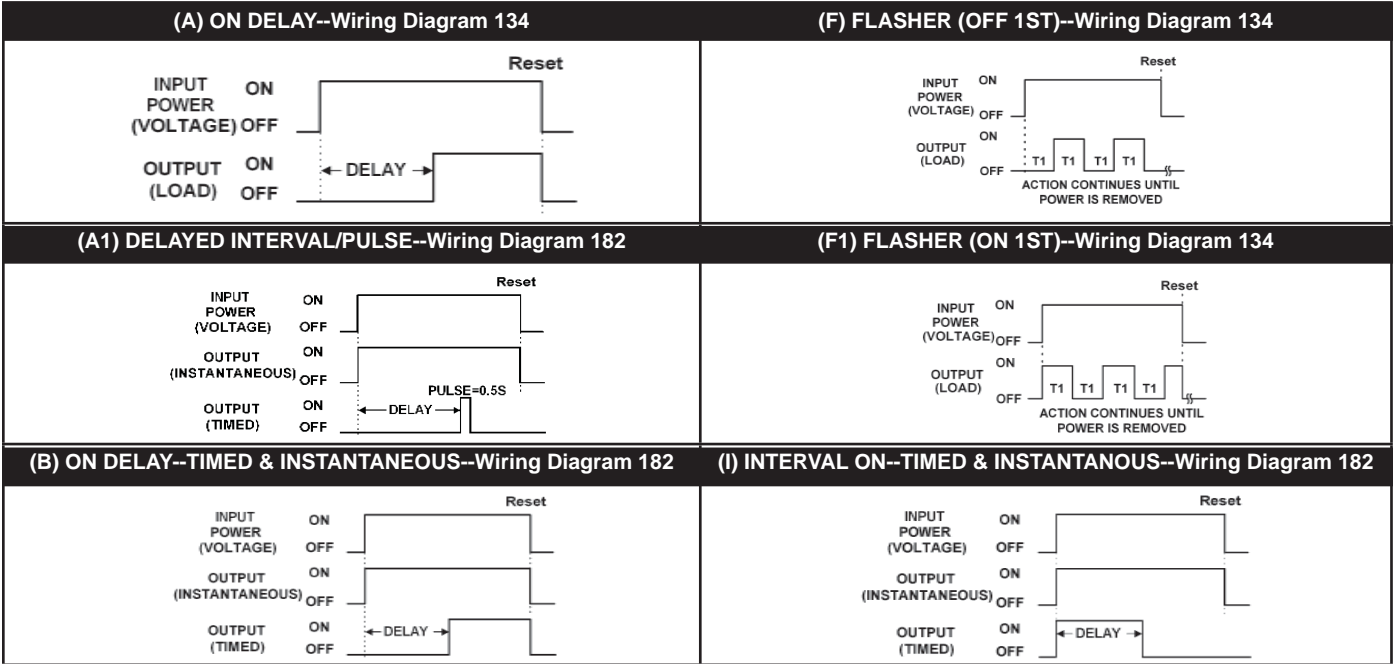 (A) ON DELAY--Wiring Diagram 134
Reset
INPUT
POWER
(VOLTAGE)
ON
OFF
OUTPUT
(LOAD)
ON
OFF
DELAY
(F) FLASHER (OFF 1ST)--Wiring Diagram 134
Reset
INPUT
POWER
(VOLTAGE)
ON
OFF
OUTPUT
(LOAD)
ON
OFF
T1 T1 T1 T1
ACTION CONTINUES UNTIL
POWER IS REMOVED
(A1) DELAYED INTERVAL/PULSE--Wiring Diagram 182
Reset
INPUT
POWER
(VOLTAGE)
ON
OFF
OUTPUT
(INSTANTANEOUS)
ON
OFF
PULSE=0.5S
OUTPUT
(TIMED)
ON
OFF
DELAY
(F1) FLASHER (ON 1ST)--Wiring Diagram 134
Reset
INPUT
POWER
(VOLTAGE)
ON
OFF
OUTPUT
(LOAD)
ON
OFF
T1 T1 T1 T1
ACTION CONTINUES UNTIL
POWER IS REMOVED
(B) ON DELAY--TIMED & INSTANTANEOUS--Wiring Diagram 182
Reset
INPUT
POWER
(VOLTAGE)
ON
OFF
OUTPUT
(INSTANTANEOUS)
ON
OFF
OUTPUT
(TIMED)
ON
OFF
DELAY
(I) INTERVAL ON--TIMED & INSTANTANOUS--Wiring Diagram 182
Reset
INPUT
POWER
(VOLTAGE)
ON
OFF
OUTPUT
(INSTANTANEOUS)
ON
OFF
OUTPUT
(TIMED)
ON
OFF
DELAY